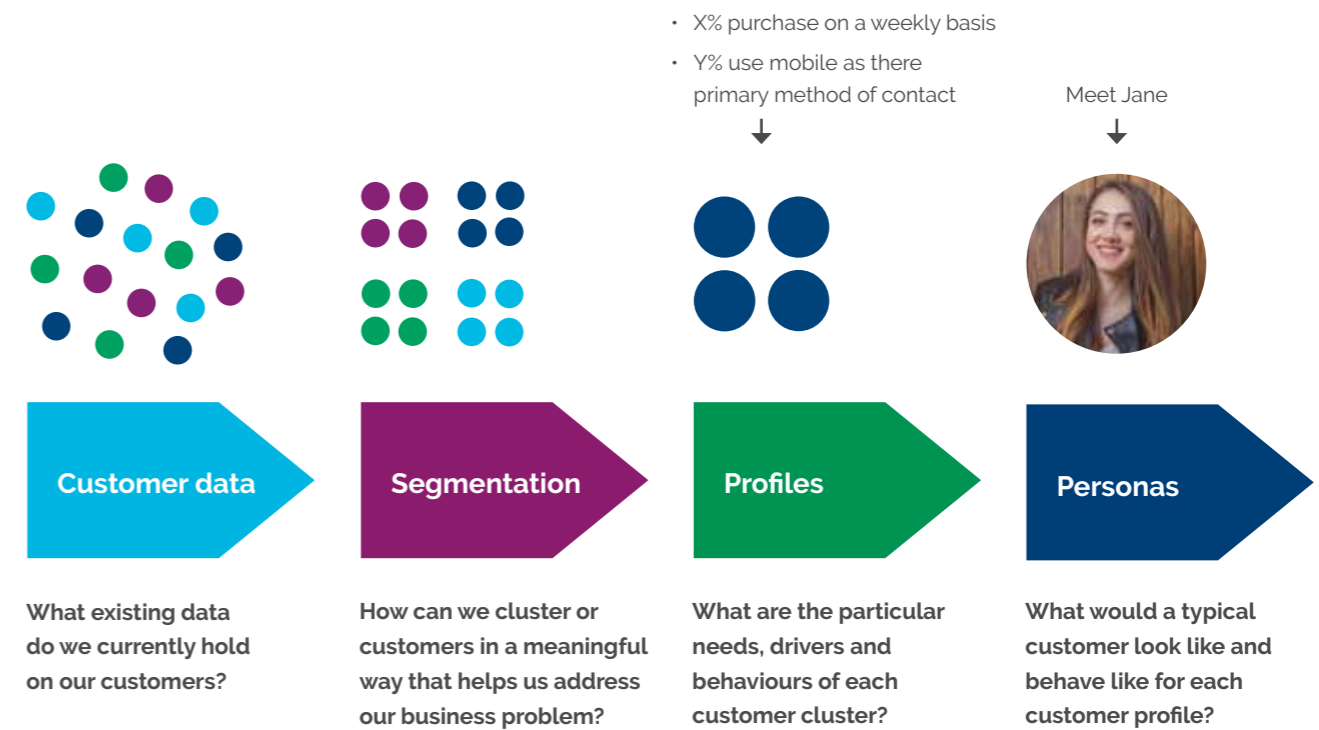 • X% purchase on a weekly basis
• Y% use mobile as there
primary method of contact
Meet Jane
Customer data
Segmentation
Profiles
Personas
What existing data
do we currently hold
on our customers?
How can we cluster or
customers in a meaningful
way that helps us address
our business problem?
What are the particular
needs, drivers and
behaviours of each
customer cluster?
What would a typical
customer look like and
behave like for each
customer profile?